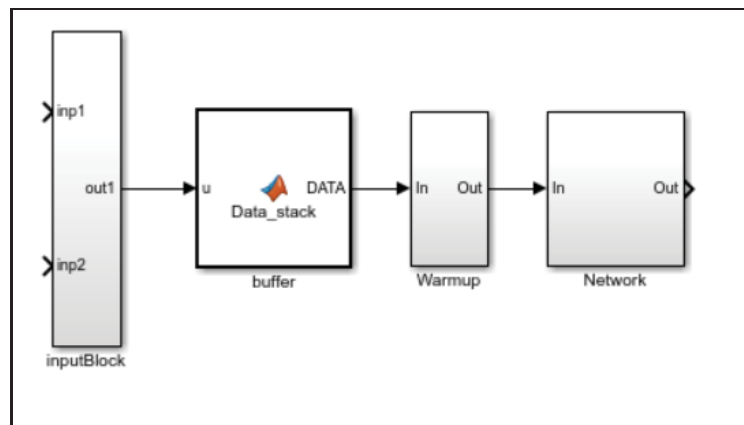 inp1
out1
inp2
inputBlock
u
DATA
Data_stack
buffer
In
Out
Warmup
In
Out
Network